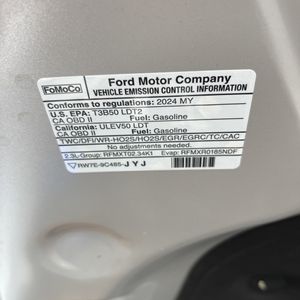 FoMoCo
Ford Motor Company
VEHICLE EMISSION CONTROL INFORMATION
Conforms to regulations: 2024 MY
U.S. EPA: T3B50 LDT2
CA OBD II Fuel: Gasoline
California: ULEV50 LDT
CA OBD II Fuel: Gasoline
TWC/DFI/WR-HO2S/HO2S/EGR/EGRC/TC/CAC
No adjustments needed.
2.3L-Group: RFMXT02.34K1 Evap: RFMXR0185NDF
RW7E-9C485-JYJ